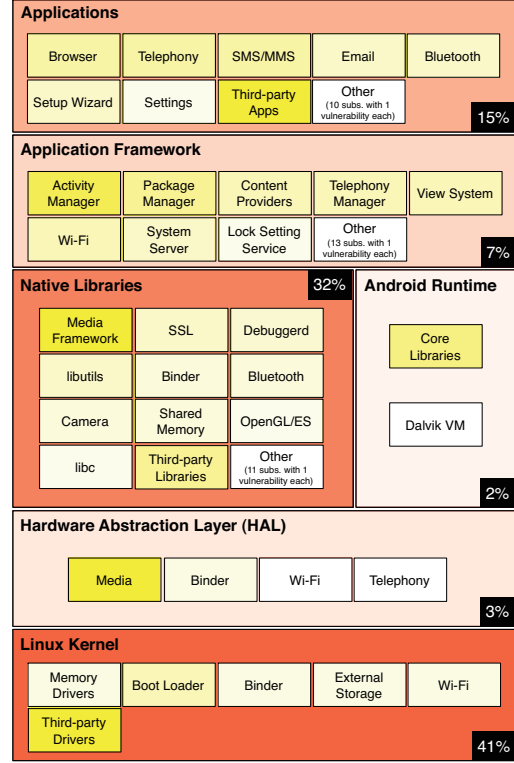 Applications
Browser
Telephony
SMS/MMS
Email
Bluetooth
Setup Wizard
Settings
Third-party
Apps
Other
(10 subs. with 1
vulnerability each)
15%
Application Framework
Activity
Manager
Package
Manager
Content
Providers
Telephony
Manager
View System
Wi-Fi
System
Server
Lock Setting
Service
Other
(13 subs. with 1
vulnerability each)
7%
Native Libraries
32%
Media
Framework
SSL
Debuggerd
libutils
Binder
Bluetooth
Camera
Shared
Memory
OpenGL/ES
libc
Third-party
Libraries
Other
(11 subs. with 1
vulnerability each)
Android Runtime
Core
Libraries
Dalvik VM
2%
Hardware Abstraction Layer (HAL)
Media
Binder
Wi-Fi
Telephony
3%
Linux Kernel
Memory
Drivers
Boot Loader
Binder
External
Storage
Wi-Fi
Third-party
Drivers
41%